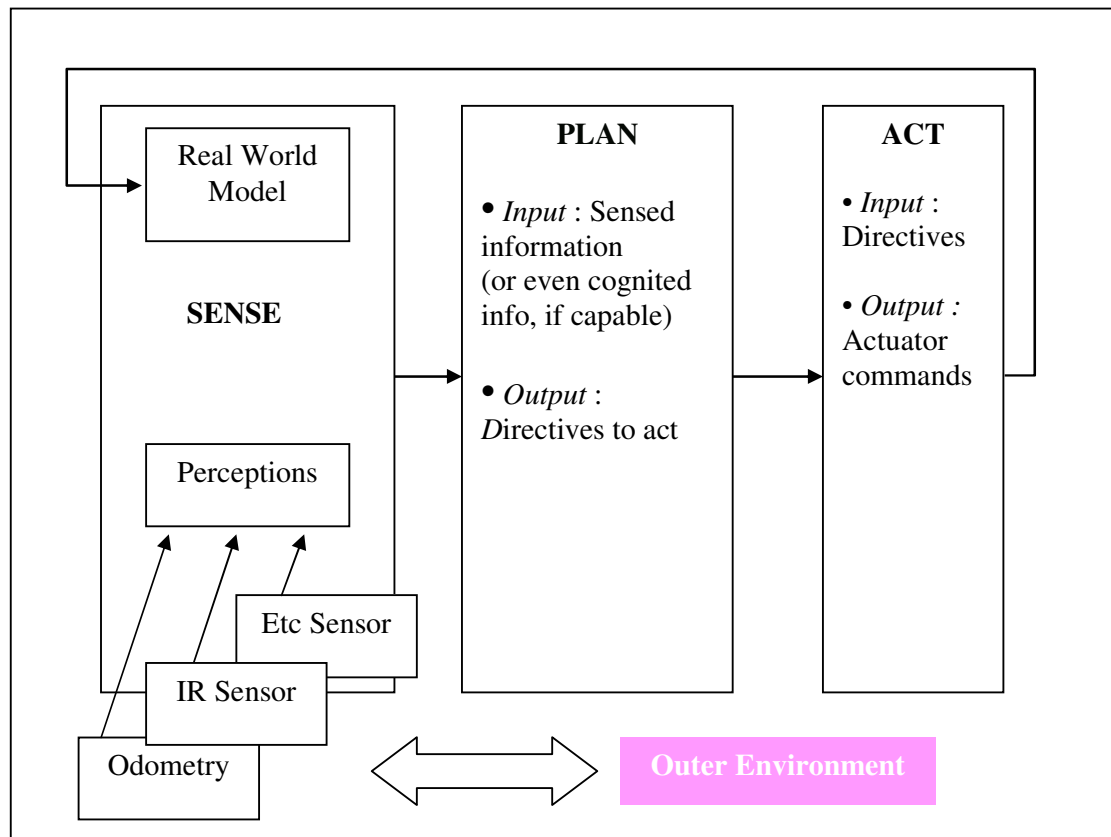 Real World
Model
SENSE
Perceptions
Etc Sensor
IR Sensor
Odometry
PLAN
• Input : Sensed
information
(or even cognited
info, if capable)
• Output :
Directives to act
ACT
• Input :
Directives
• Output :
Actuator
commands
Outer Environment